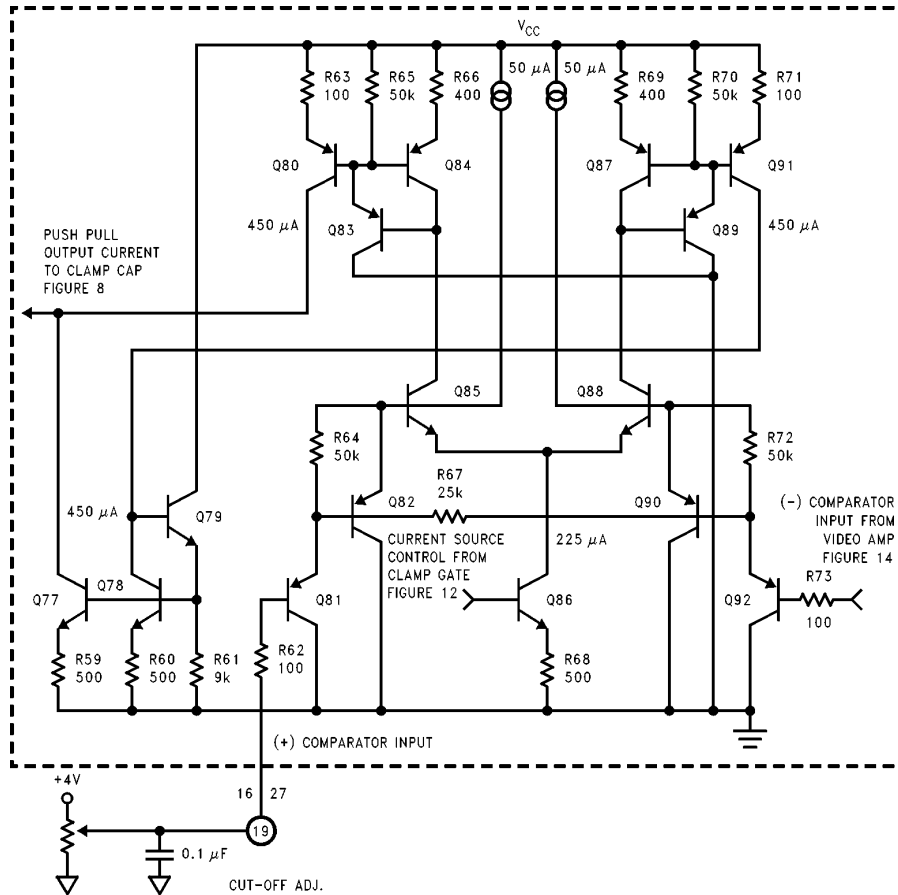 V_CC
R63
100
R65
50k
R66
400
50 μA
50 μA
R69
400
R70
50k
R71
100
Q80
Q84
Q87
Q91
450 μA
Q83
Q89
450 μA
PUSH PULL
OUTPUT CURRENT
TO CLAMP CAP
FIGURE 8
Q85
Q88
R64
50k
R72
50k
R67
25k
450 μA
Q79
Q82
Q90
(-) COMPARATOR
INPUT FROM
VIDEO AMP
FIGURE 14
CURRENT SOURCE
CONTROL FROM
CLAMP GATE
FIGURE 12
225 μA
Q77
Q78
Q81
Q86
Q92
R73
100
R59
500
R60
500
R61
9k
R62
100
R68
500
(+) COMPARATOR INPUT
+4V
16
27
19
0.1 μF
CUT-OFF ADJ.